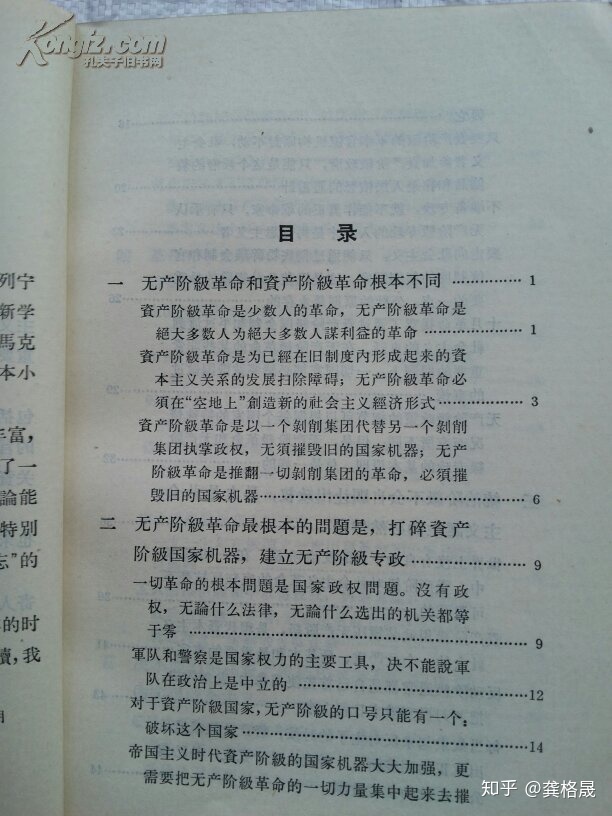 Kongfz.com
孔夫子旧书网
列宁
新学
馬克
本小
丰富，
了一
論能
特別
忘”的
的时
讀，我
月
目 录
一 无产阶級革命和資产阶級革命根本不同 …………… 1
資产阶級革命是少数人的革命，无产阶級革命是
絕大多数人为絕大多数人謀利益的革命 …………… 1
資产阶級革命是为已經在旧制度內形成起来的資
本主义关系的发展扫除障碍；无产阶級革命必
須在“空地上”創造新的社会主义經济形式 …………… 3
資产阶級革命是以一个剝削集团代替另一个剝削
集团执掌政权，无須摧毁旧的国家机器；无产
阶級革命是推翻一切剝削集团的革命，必須摧
毁旧的国家机器 …………… 6
二 无产阶級革命最根本的問題是，打碎資产
阶級国家机器，建立无产阶級专政 …………… 9
一切革命的根本問題是国家政权問題。沒有政
权，无論什么法律，无論什么选出的机关都等
于零 …………… 9
軍队和警察是国家权力的主要工具，决不能說軍
队在政治上是中立的 …………… 12
对于資产阶級国家，无产阶級的口号只能有一个：
破坏这个国家 …………… 14
帝国主义时代資产阶級的国家机器大大加强，更
需要把无产阶級革命的一切力量集中起来去摧
知乎 @龚格晟